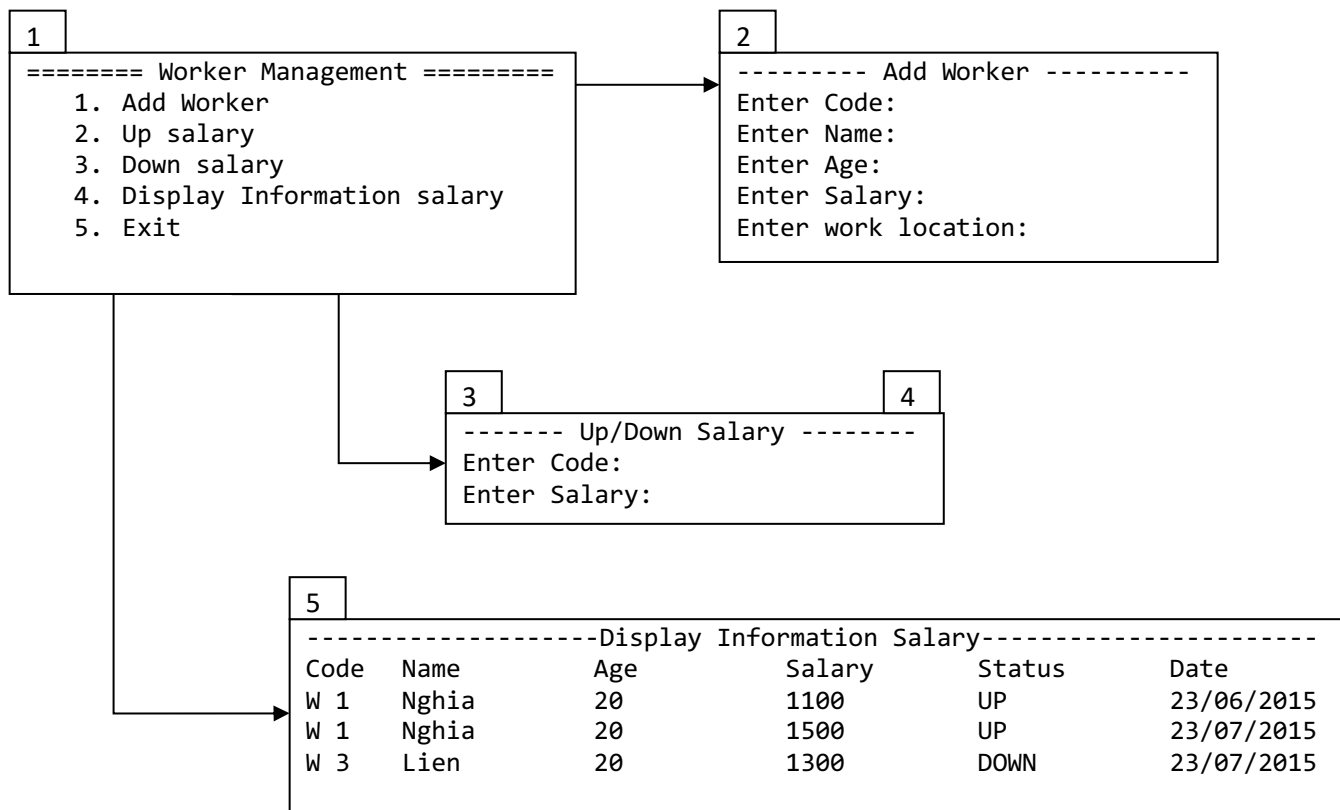 1
======== Worker Management =========
1. Add Worker
2. Up salary
3. Down salary
4. Display Information salary
5. Exit
2
--------- Add Worker ----------
Enter Code:
Enter Name:
Enter Age:
Enter Salary:
Enter work location:
3
4
------- Up/Down Salary --------
Enter Code:
Enter Salary:
5
--------------------Display Information Salary-----------------------
Code Name Age Salary Status Date
W 1 Nghia 20 1100 UP 23/06/2015
W 1 Nghia 20 1500 UP 23/07/2015
W 3 Lien 20 1300 DOWN 23/07/2015